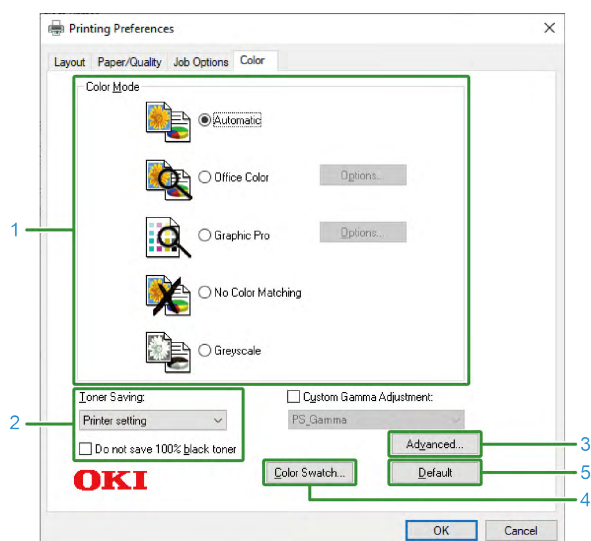 Printing Preferences
Layout Paper/Quality Job Options Color
Color Mode
Automatic
Office Color Options...
1 Graphic Pro Options...
No Color Matching
Greyscale
Toner Saving: Custom Gamma Adjustment:
2 Printer setting PS_Gamma
Do not save 100% black toner Advanced... 3
OKI Color Swatch... Default 5
4
OK Cancel